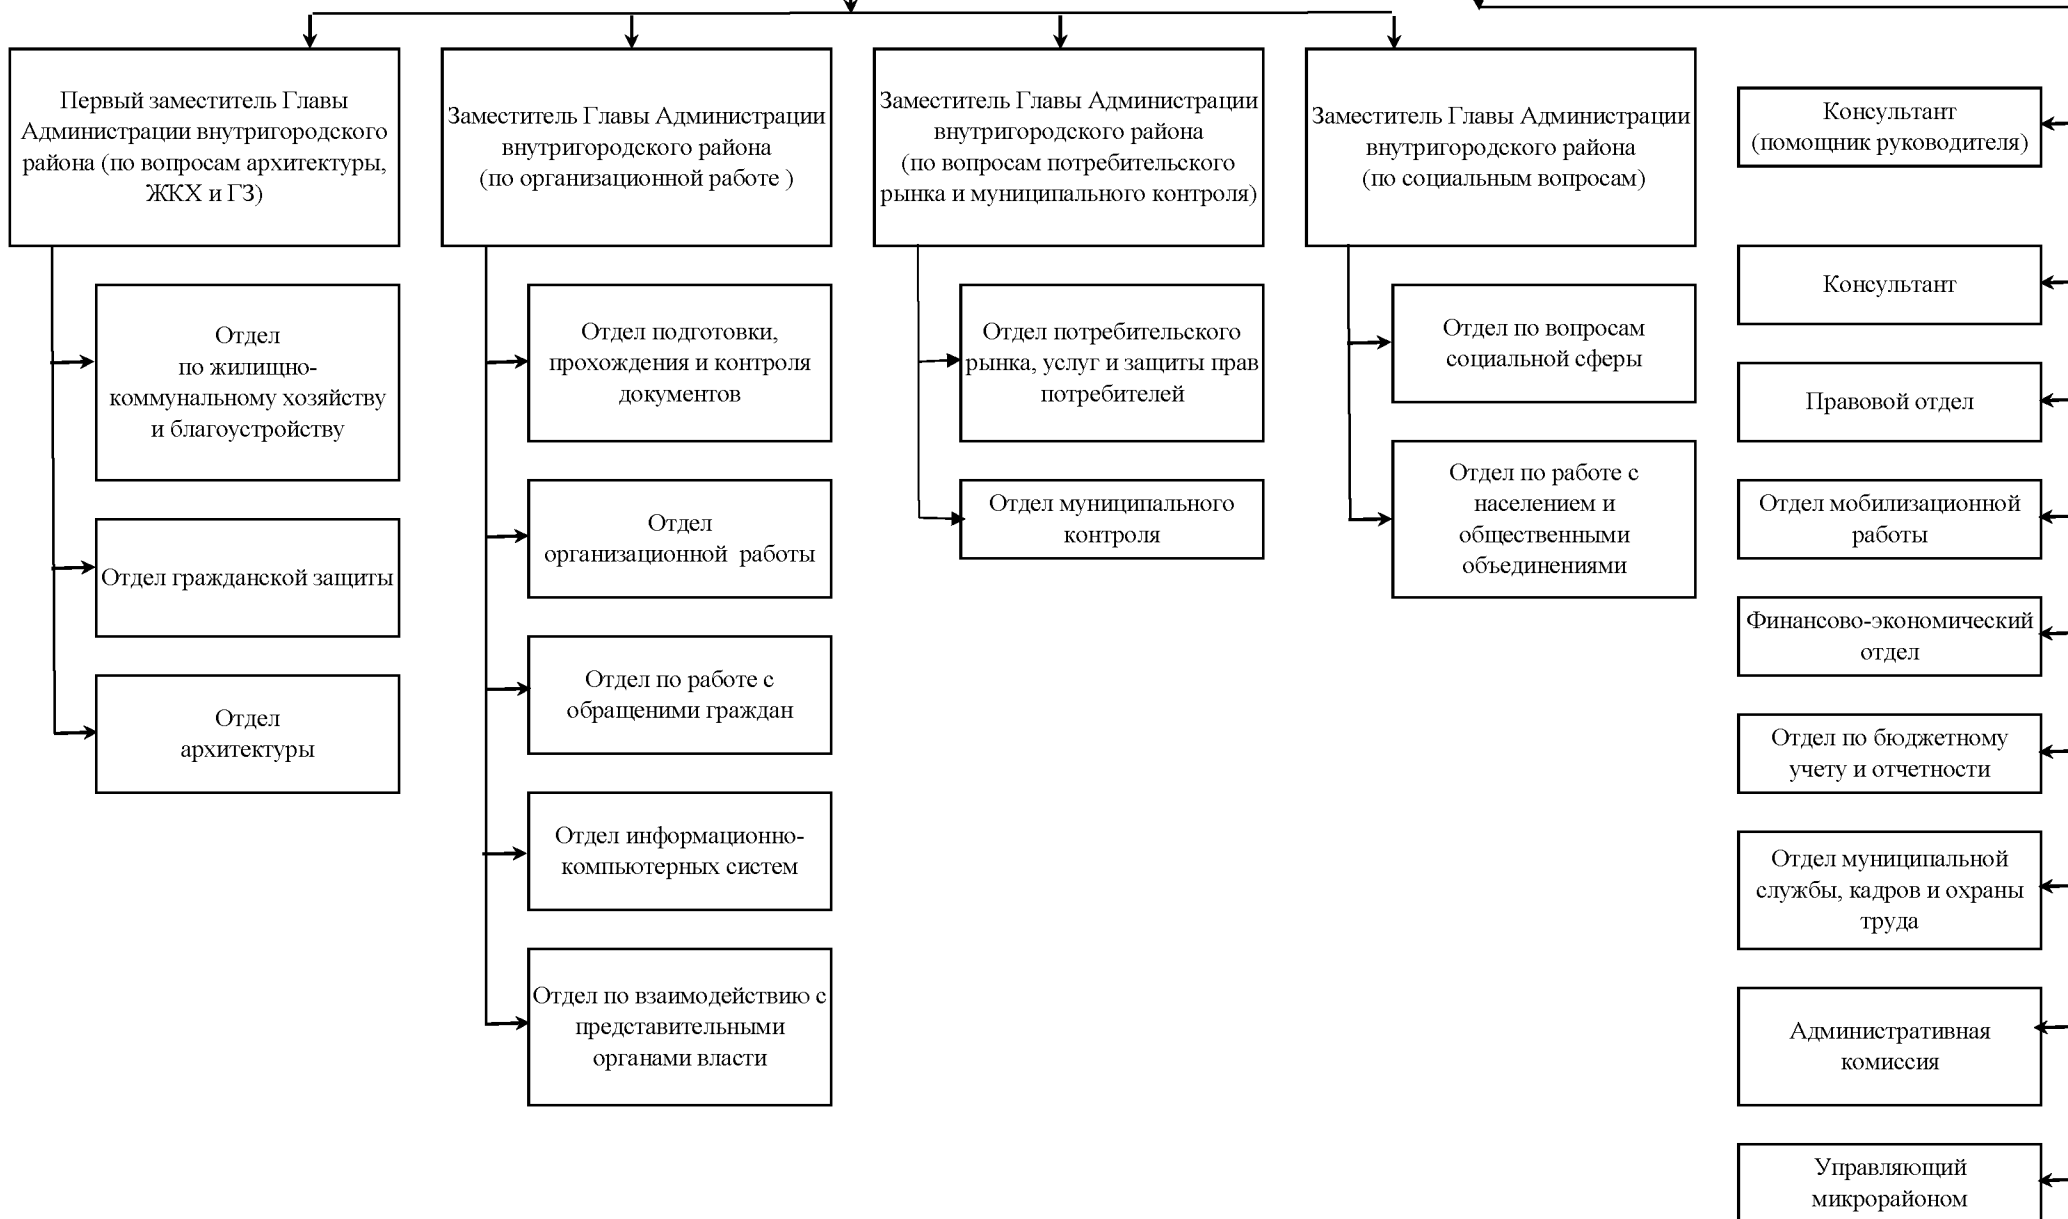 Первый заместитель Главы
Администрации внутригородского
района (по вопросам архитектуры,
ЖКХ и ГЗ)
Отдел
по жилищно-
коммунальному хозяйству
и благоустройству
Отдел гражданской защиты
Отдел
архитектуры
Заместитель Главы Администрации
внутригородского района
(по организационной работе )
Отдел подготовки,
прохождения и контроля
документов
Отдел
организационной работы
Отдел по работе с
обращеними граждан
Отдел информационно-
компьютерных систем
Отдел по взаимодействию с
представительными
органами власти
Заместитель Главы Администрации
внутригородского района
(по вопросам потребительского
рынка и муниципального контроля)
Отдел потребительского
рынка, услуг и защиты прав
потребителей
Отдел муниципального
контроля
Заместитель Главы Администрации
внутригородского района
(по социальным вопросам)
Отдел по вопросам
социальной сферы
Отдел по работе с
населением и
общественными
объединениями
Консультант
(помощник руководителя)
Консультант
Правовой отдел
Отдел мобилизационной
работы
Финансово-экономический
отдел
Отдел по бюджетному
учету и отчетности
Отдел муниципальной
службы, кадров и охраны
труда
Административная
комиссия
Управляющий
микрорайоном